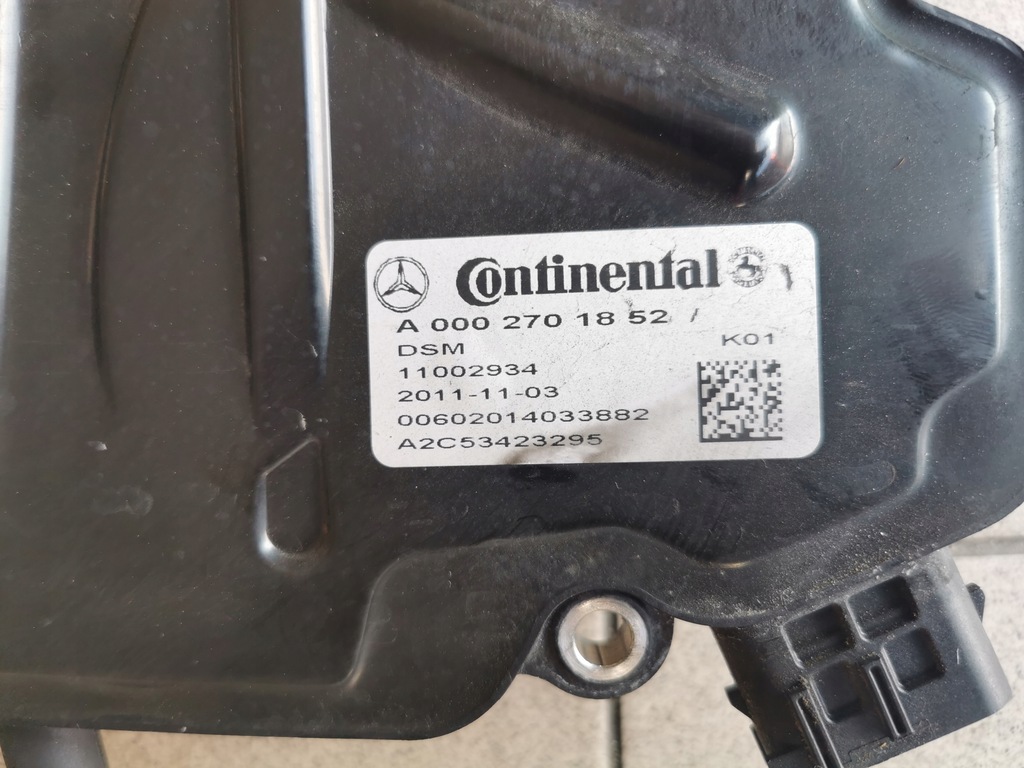 Continental
A 000 270 18 52
DSM
K01
11002934
2011-11-03
00602014033882
A2C53423295